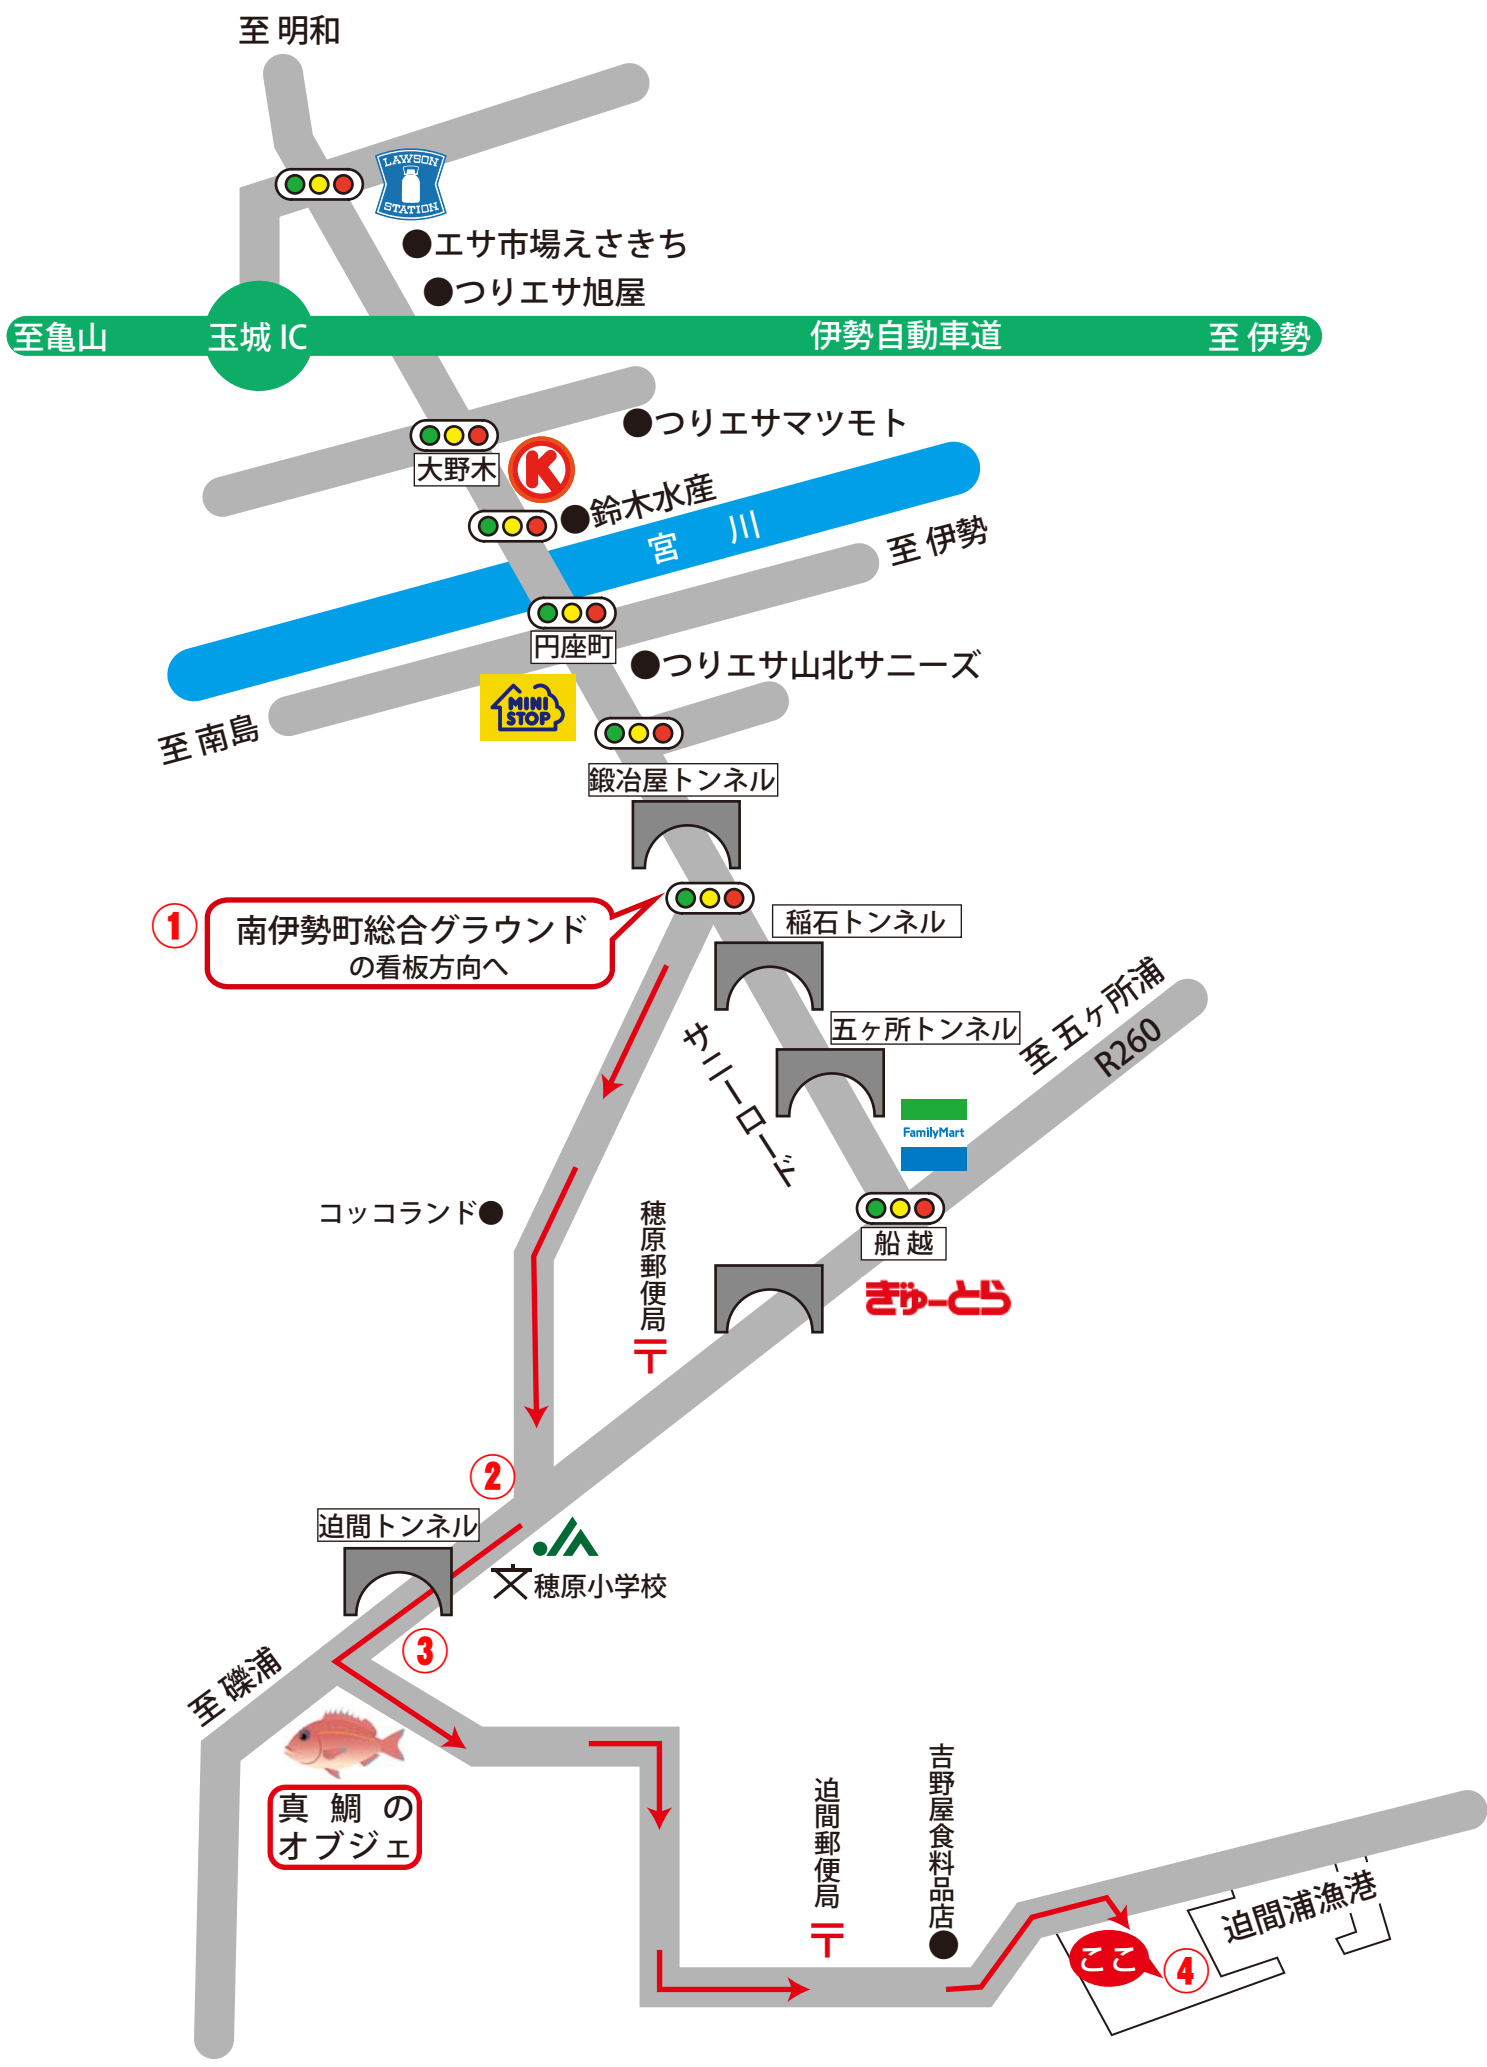 至 明和
LAWSON
STATION
●エサ市場えさきち
●つりエサ旭屋
至亀山
玉城 IC
伊勢自動車道
至 伊勢
●つりエサマツモト
大野木
K
●鈴木水産
宮 川
至 伊勢
円座町
●つりエサ山北サニーズ
MINI
STOP
至 南島
鍛冶屋トンネル
①
南伊勢町総合グラウンド
の看板方向へ
稲石トンネル
五ヶ所トンネル
至 五ヶ所浦
R260
サニーロード
FamilyMart
コッコランド●
穂原郵便局
〒
船 越
ぎゅーとら
②
迫間トンネル
JA
文
穂原小学校
③
至 礫浦
真 鯛 の
オブジェ
迫間郵便局
〒
吉野屋食料品店
迫間浦漁港
ここ
④